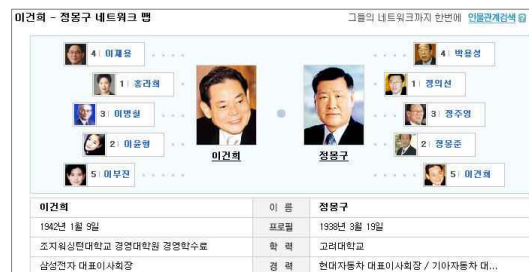 이건희 - 정몽구 네트워크 맵
그들의 네트워크까지 한번에 인물관계검색
4 이재용
1 홍라희
3 이병철
2 이윤형
5 이부진
이건희
정몽구
4 박용성
1 정의선
3 정주영
2 정몽준
5 이건희
이건희 이 름 정몽구
1942년 1월 9일 프로필 1938년 3월 19일
조지워싱턴대학교 경영대학원 경영학수료 학 력 고려대학교
삼성전자 대표이사회장 경 력 현대자동차 대표이사회장 / 기아자동차 대...